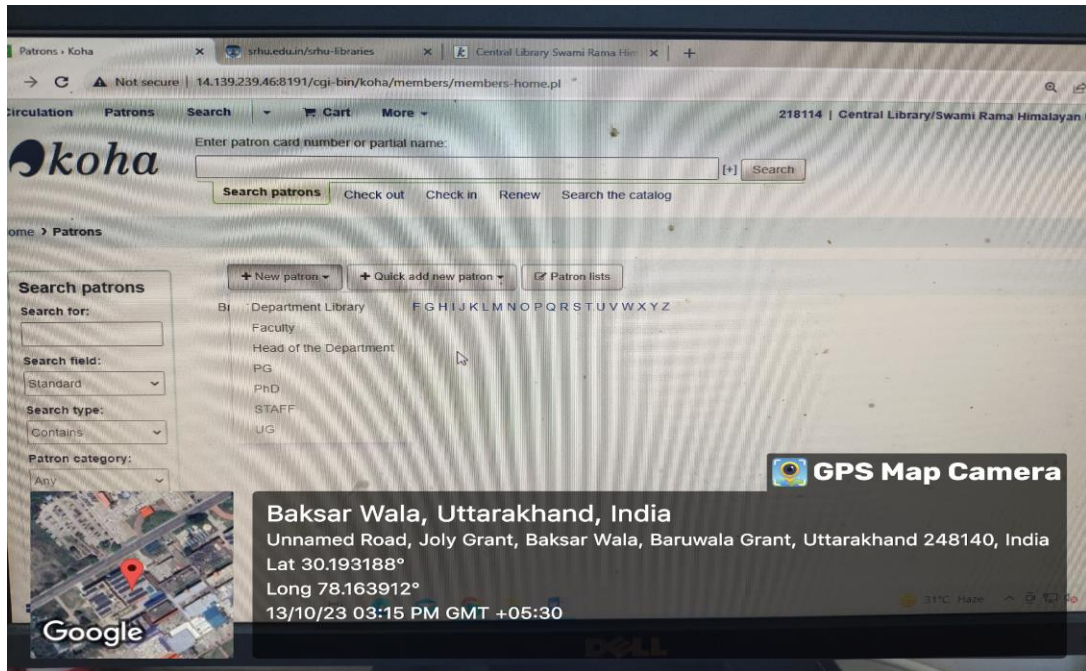 Patrons › Koha
srhu.edu.in/srhu-libraries
Central Library Swami Rama Him
Not secure | 14.139.239.46:8191/cgi-bin/koha/members/members-home.pl
Circulation Patrons Search Cart More
218114 | Central Library/Swami Rama Himalayan
koha
Enter patron card number or partial name:
[+] Search
Search patrons Check out Check in Renew Search the catalog
ome › Patrons
+ New patron + Quick add new patron Patron lists
Search patrons
Search for:
Search field:
Standard
Search type:
Contains
Patron category:
Any
Br
Department Library
F G H I J K L M N O P Q R S T U V W X Y Z
Faculty
Head of the Department
PG
PhD
STAFF
UG
GPS Map Camera
Baksar Wala, Uttarakhand, India
Unnamed Road, Joly Grant, Baksar Wala, Baruwala Grant, Uttarakhand 248140, India
Lat 30.193188°
Long 78.163912°
13/10/23 03:15 PM GMT +05:30
Google
31°C Haze
DELL